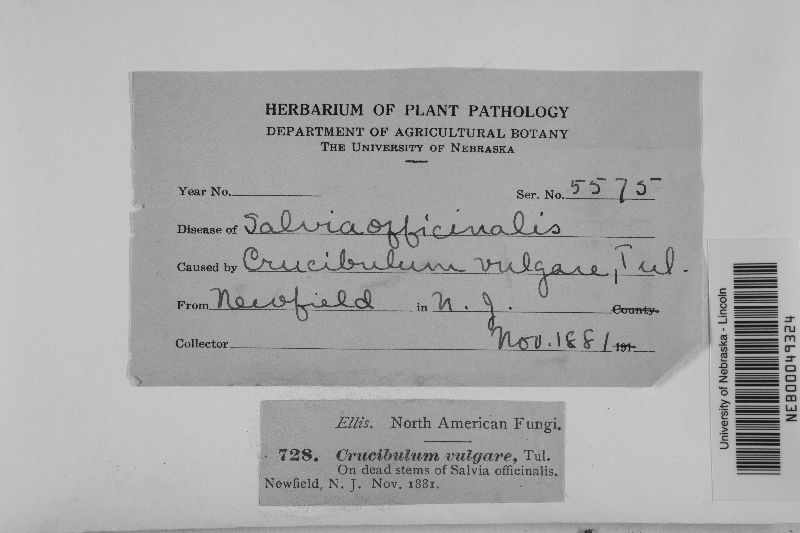 HERBARIUM OF PLANT PATHOLOGY
DEPARTMENT OF AGRICULTURAL BOTANY
THE UNIVERSITY OF NEBRASKA
Year No. Ser. No. 5575
Disease of Salvia officinalis
Caused by Crucibulum vulgare, Tul.
From Newfield in N. J. County.
Collector Nov. 1881 191
Ellis. North American Fungi.
728. Crucibulum vulgare, Tul.
On dead stems of Salvia officinalis.
Newfield, N. J. Nov. 1881.
University of Nebraska - Lincoln
NEB00049324